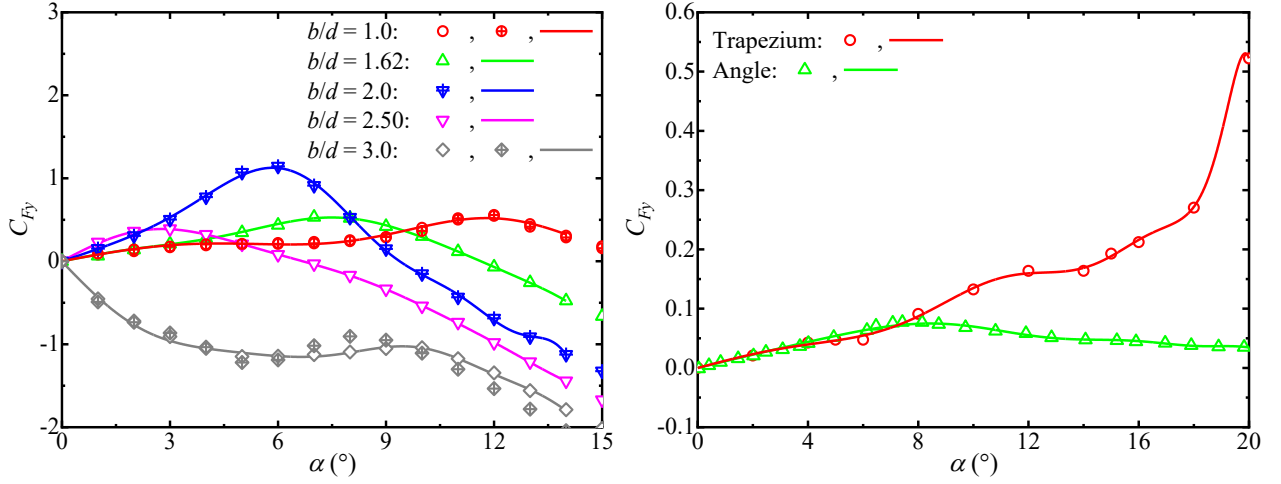 3
2
1
0
-1
-2
C_Fy
b/d = 1.0: , ,
b/d = 1.62: ,
b/d = 2.0: ,
b/d = 2.50: ,
b/d = 3.0: , ,
0 3 6 9 12 15
α (°)
0.6
0.5
0.4
0.3
0.2
0.1
0.0
-0.1
C_Fy
Trapezium: ,
Angle: ,
0 4 8 12 16 20
α (°)